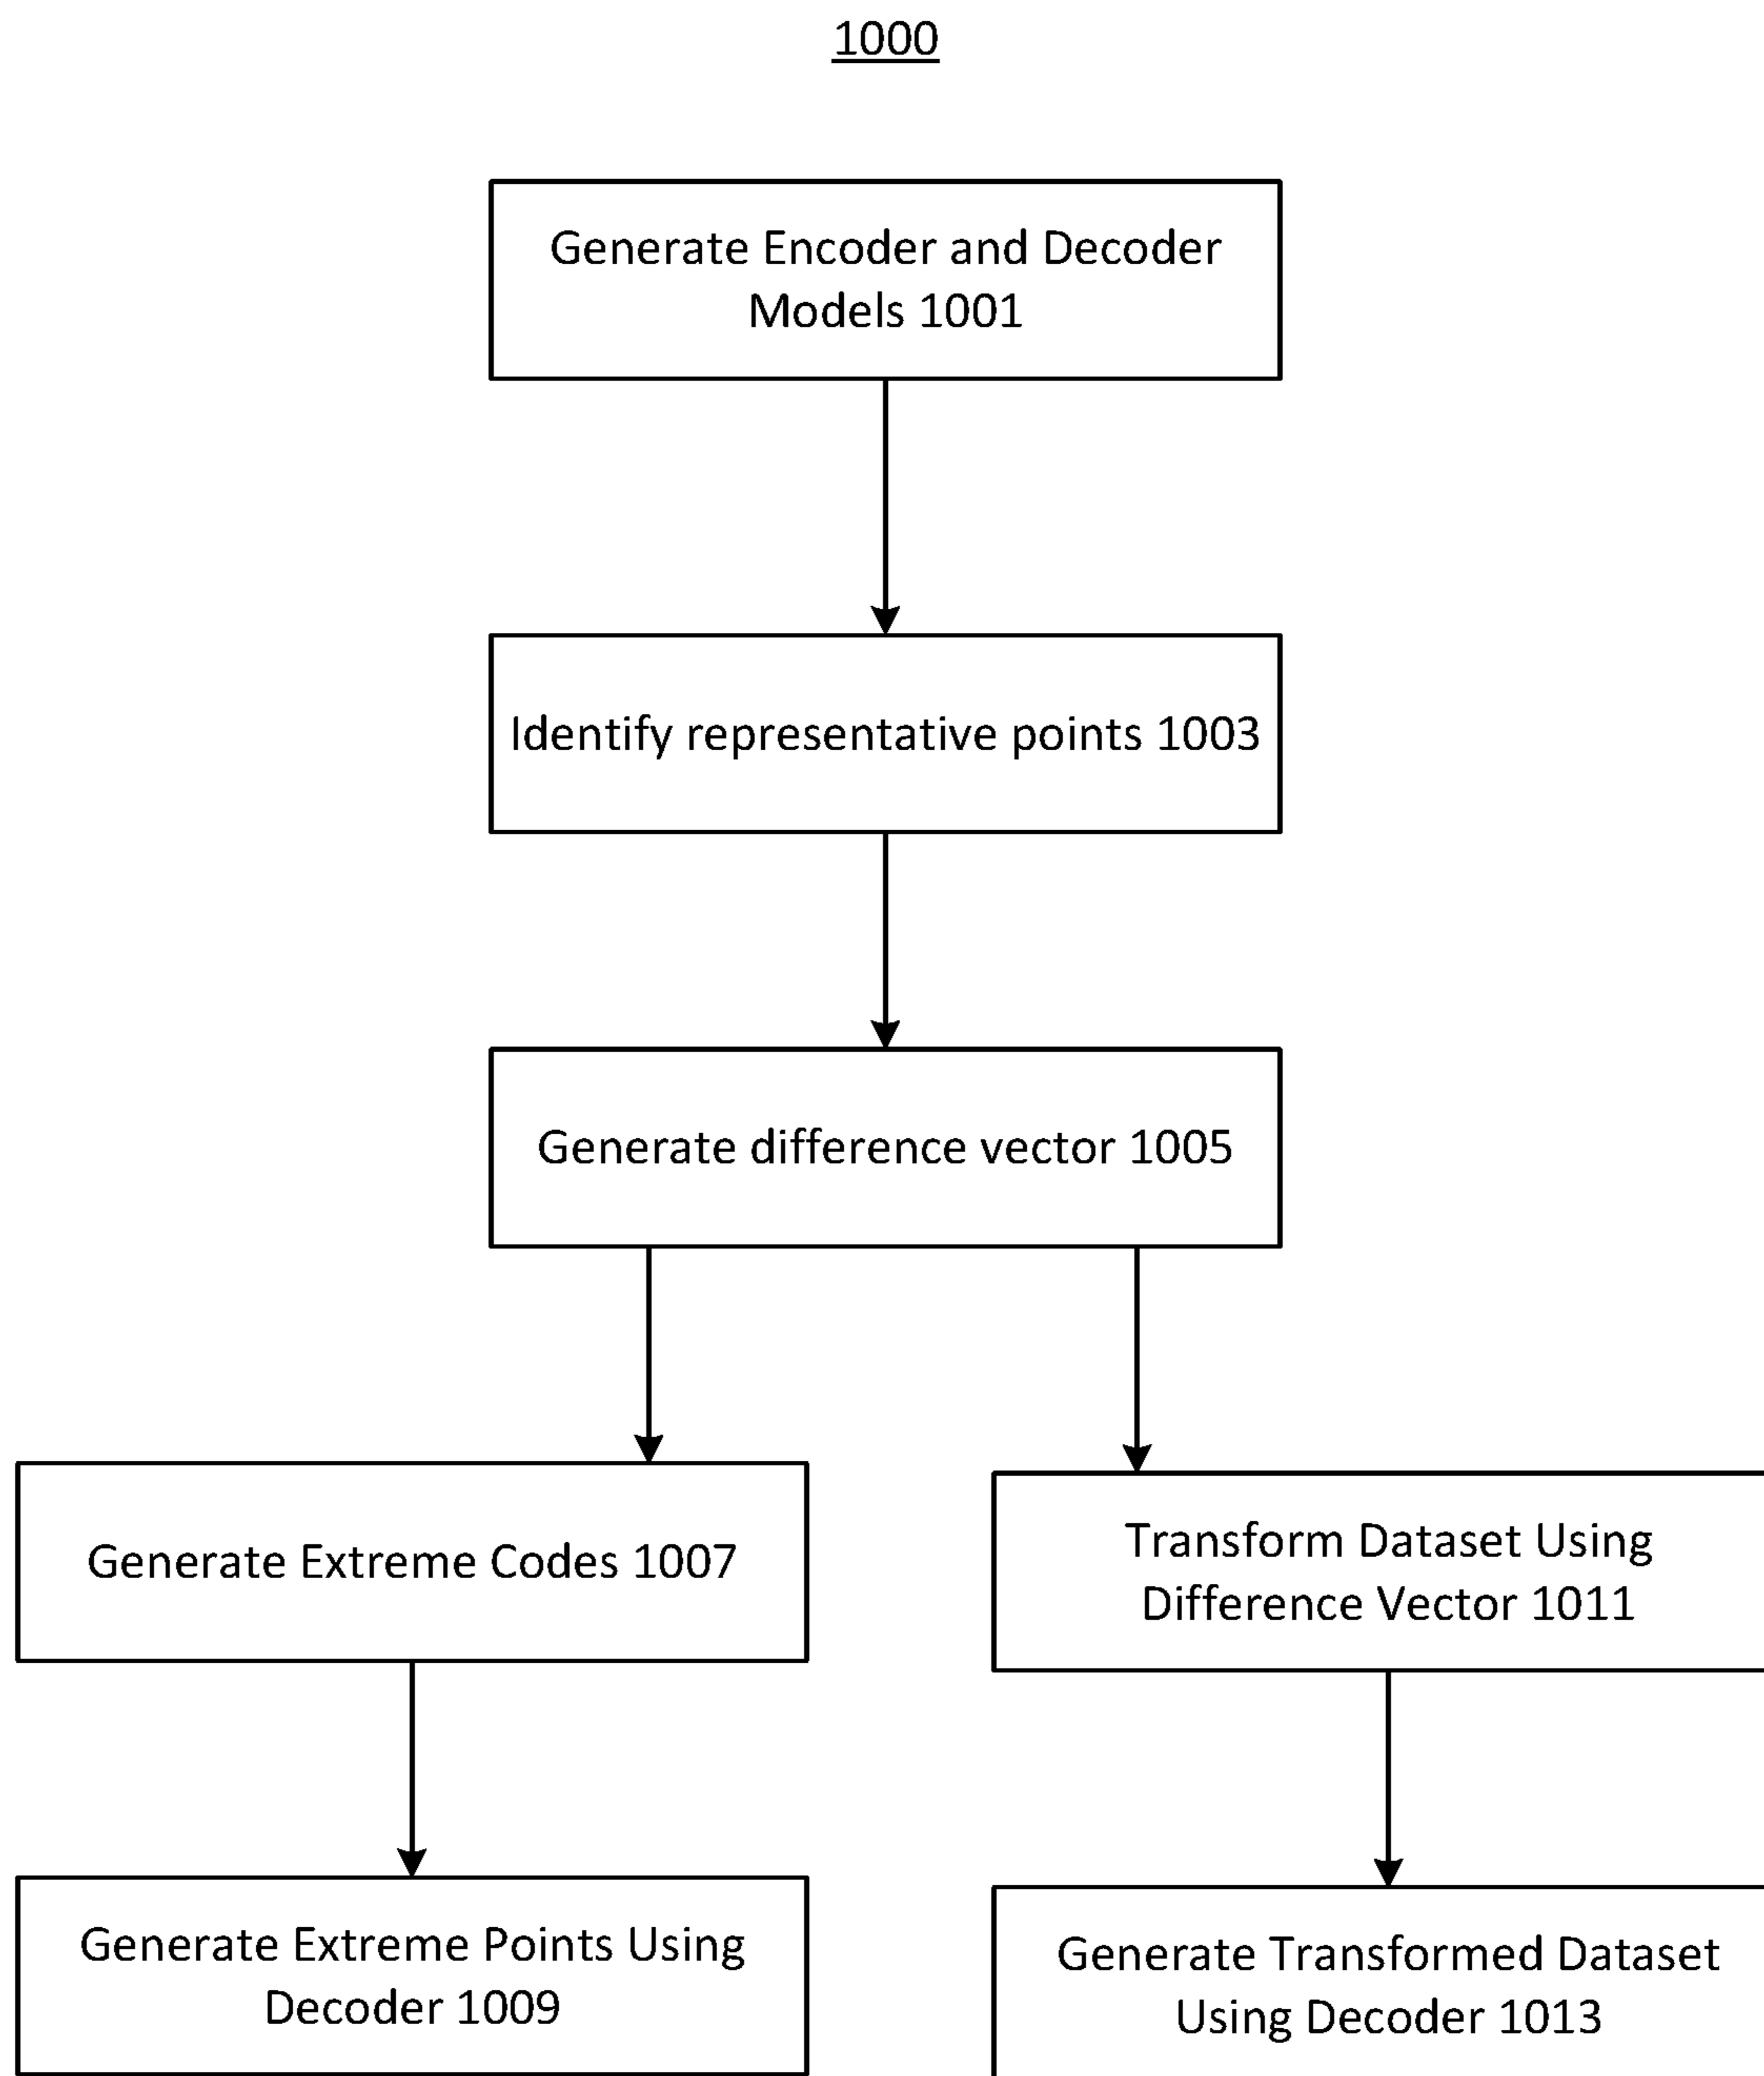 1000
Generate Encoder and Decoder
Models 1001
Identify representative points 1003
Generate difference vector 1005
Generate Extreme Codes 1007
Transform Dataset Using
Difference Vector 1011
Generate Extreme Points Using
Decoder 1009
Generate Transformed Dataset
Using Decoder 1013